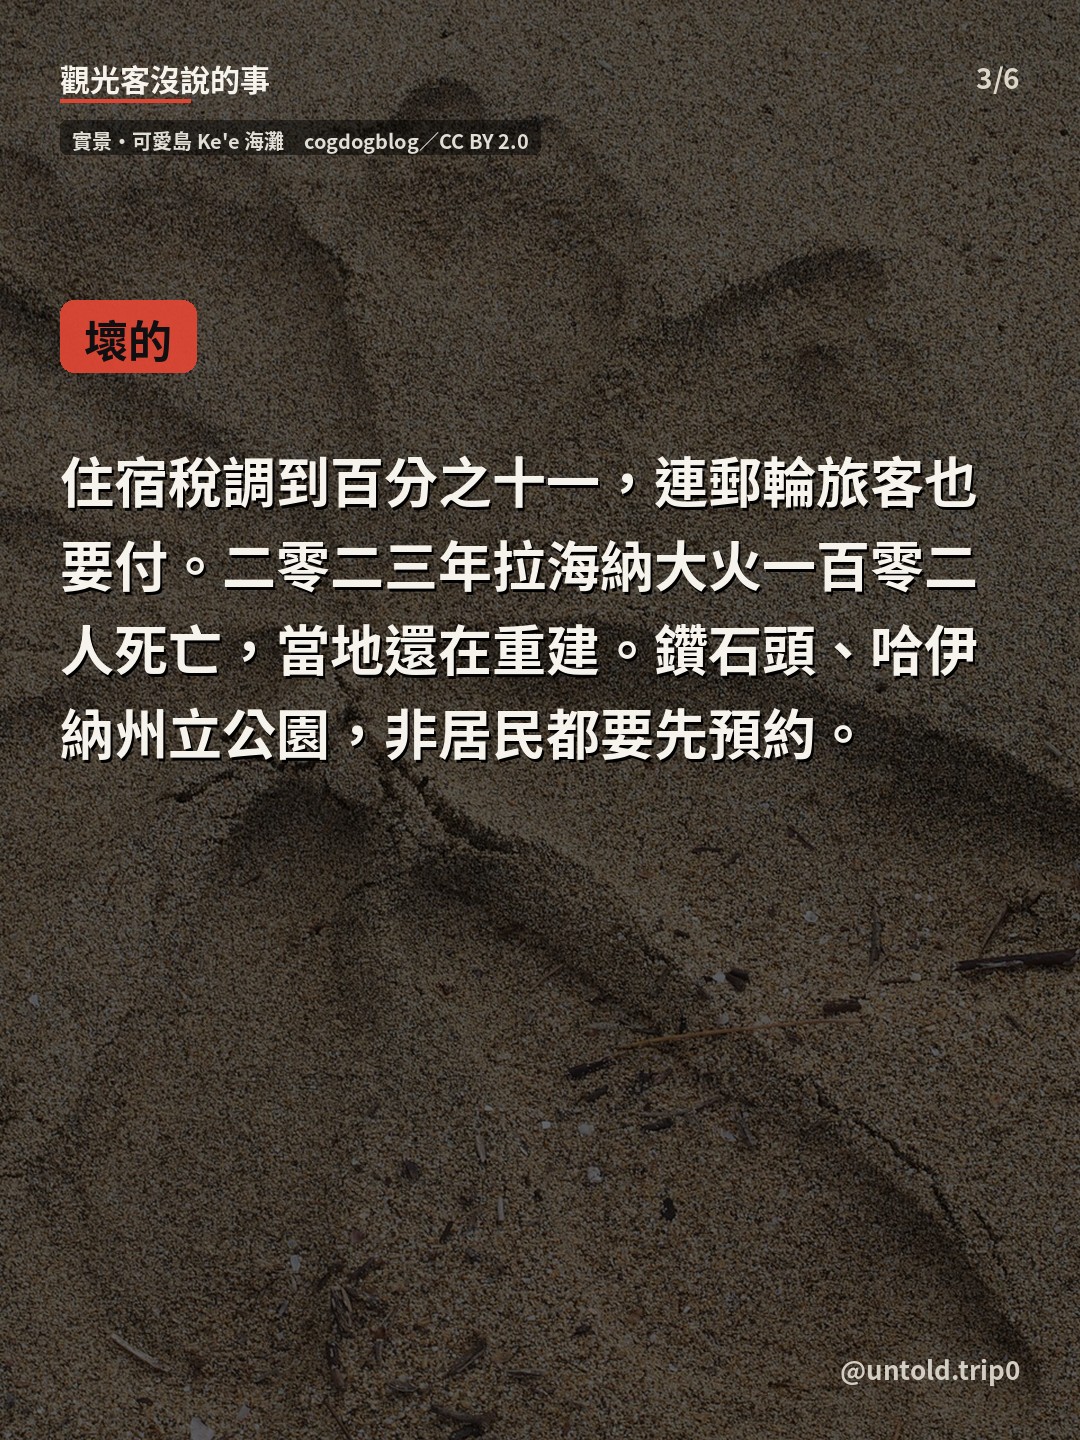 觀光客沒說的事
3/6
實景・可愛島 Ke'e 海灘 cogdogblog／CC BY 2.0
壞的
住宿稅調到百分之十一，連郵輪旅客也
要付。二零二三年拉海納大火一百零二
人死亡，當地還在重建。鑽石頭、哈伊
納州立公園，非居民都要先預約。
@untold.trip0